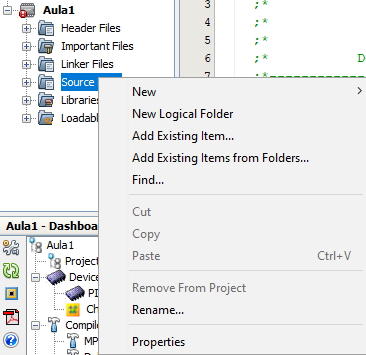 Aula1
Header Files
Important Files
Linker Files
Source
Libraries
Loadabl
3
4
5
6
7
;*
;*
;*
;* D
;*
New
New Logical Folder
Add Existing Item...
Add Existing Items from Folders...
Find...
Cut
Copy
Paste Ctrl+V
Remove From Project
Rename...
Properties
Aula1 - Dashboa
Aula1
Project
Device
PI
Ch
Compile
MP